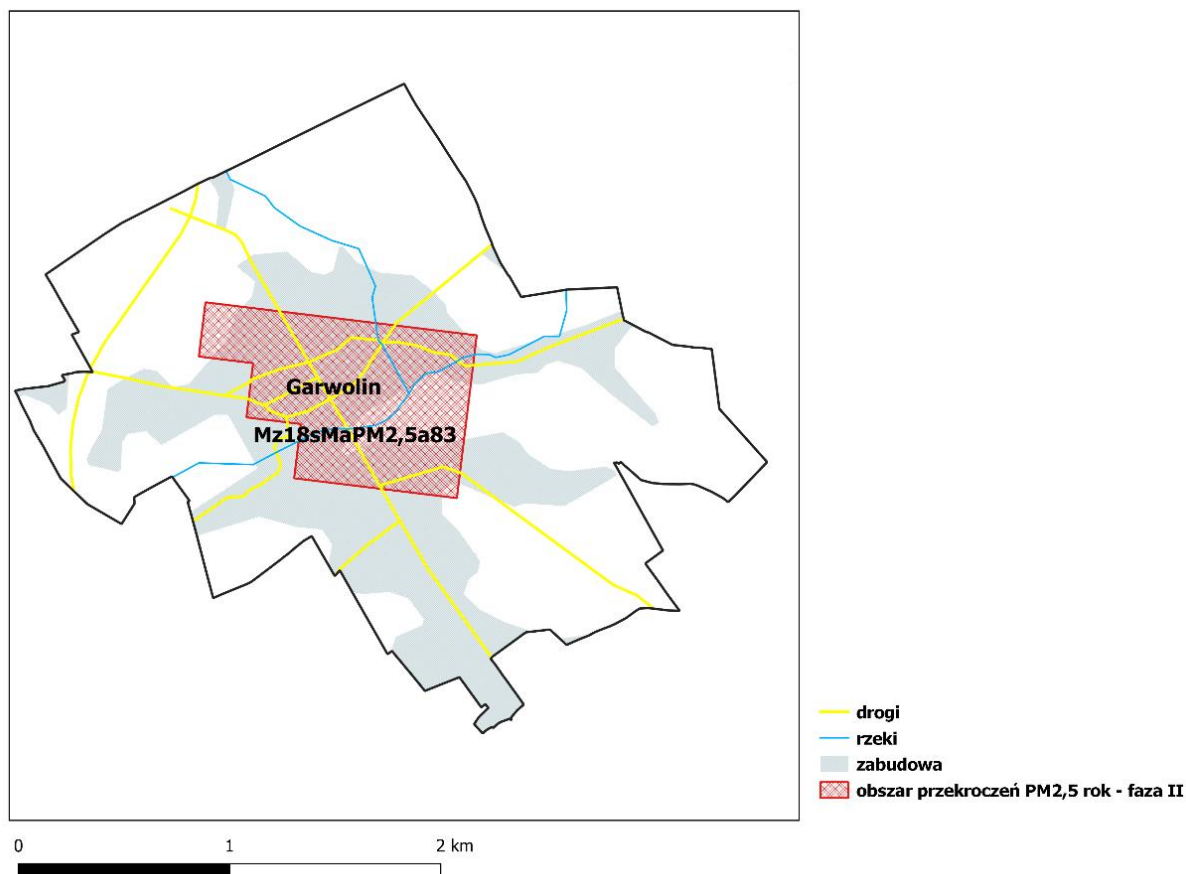 Garwolin
Mz18sMaPM2,5a83
drogi
rzeki
zabudowa
obszar przekroczeń PM2,5 rok - faza II
0 1 2 km